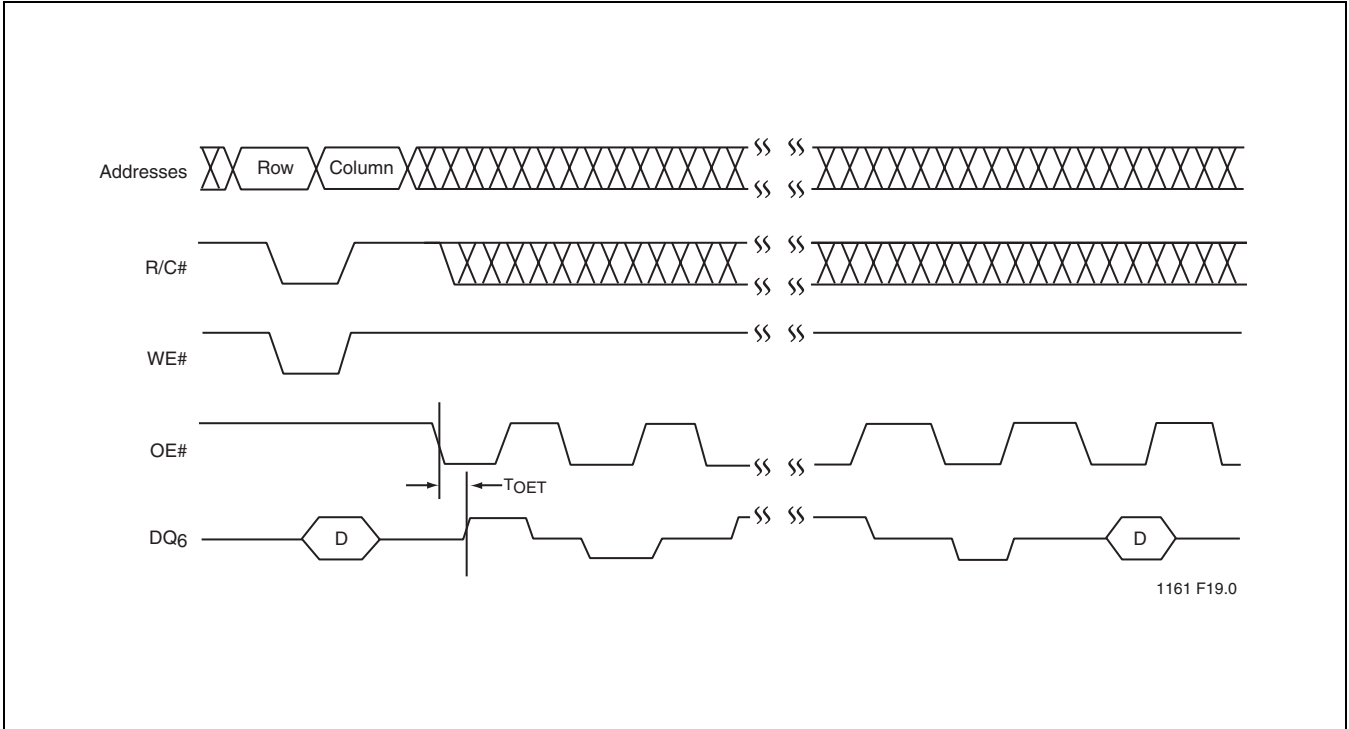 Addresses Row Column
R/C#
WE#
OE#
TOET
DQ6 D D
1161 F19.0